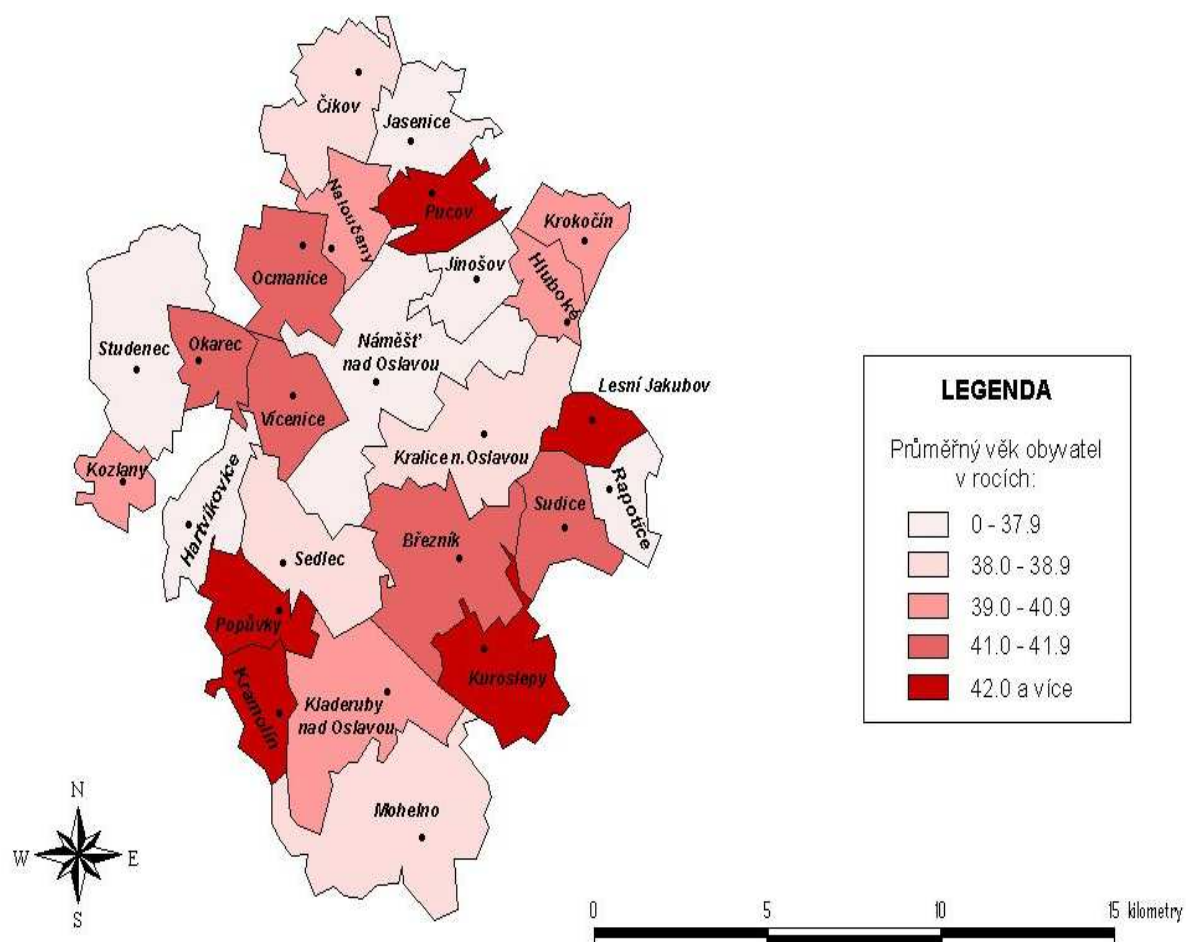 Čikov
Jasenice
Naloučany
Pucov
Krokočín
Ocmanice
Jinošov
Hluboké
Studenec
Okarec
Náměšť
nad Oslavou
Lesní Jakubov
Vícenice
Kralice n. Oslavou
Kozlany
Hartvíkovice
Sudice
Rapotice
Březník
Sedlec
Popůvky
Kuroslepy
Kramolín
Kladeruby
nad Oslavou
Mohelno
LEGENDA
Průměřný věk obyvatel
v rocích:
0 - 37.9
38.0 - 38.9
39.0 - 40.9
41.0 - 41.9
42.0 a více
N
W E
S
0 5 10 15 kilometry